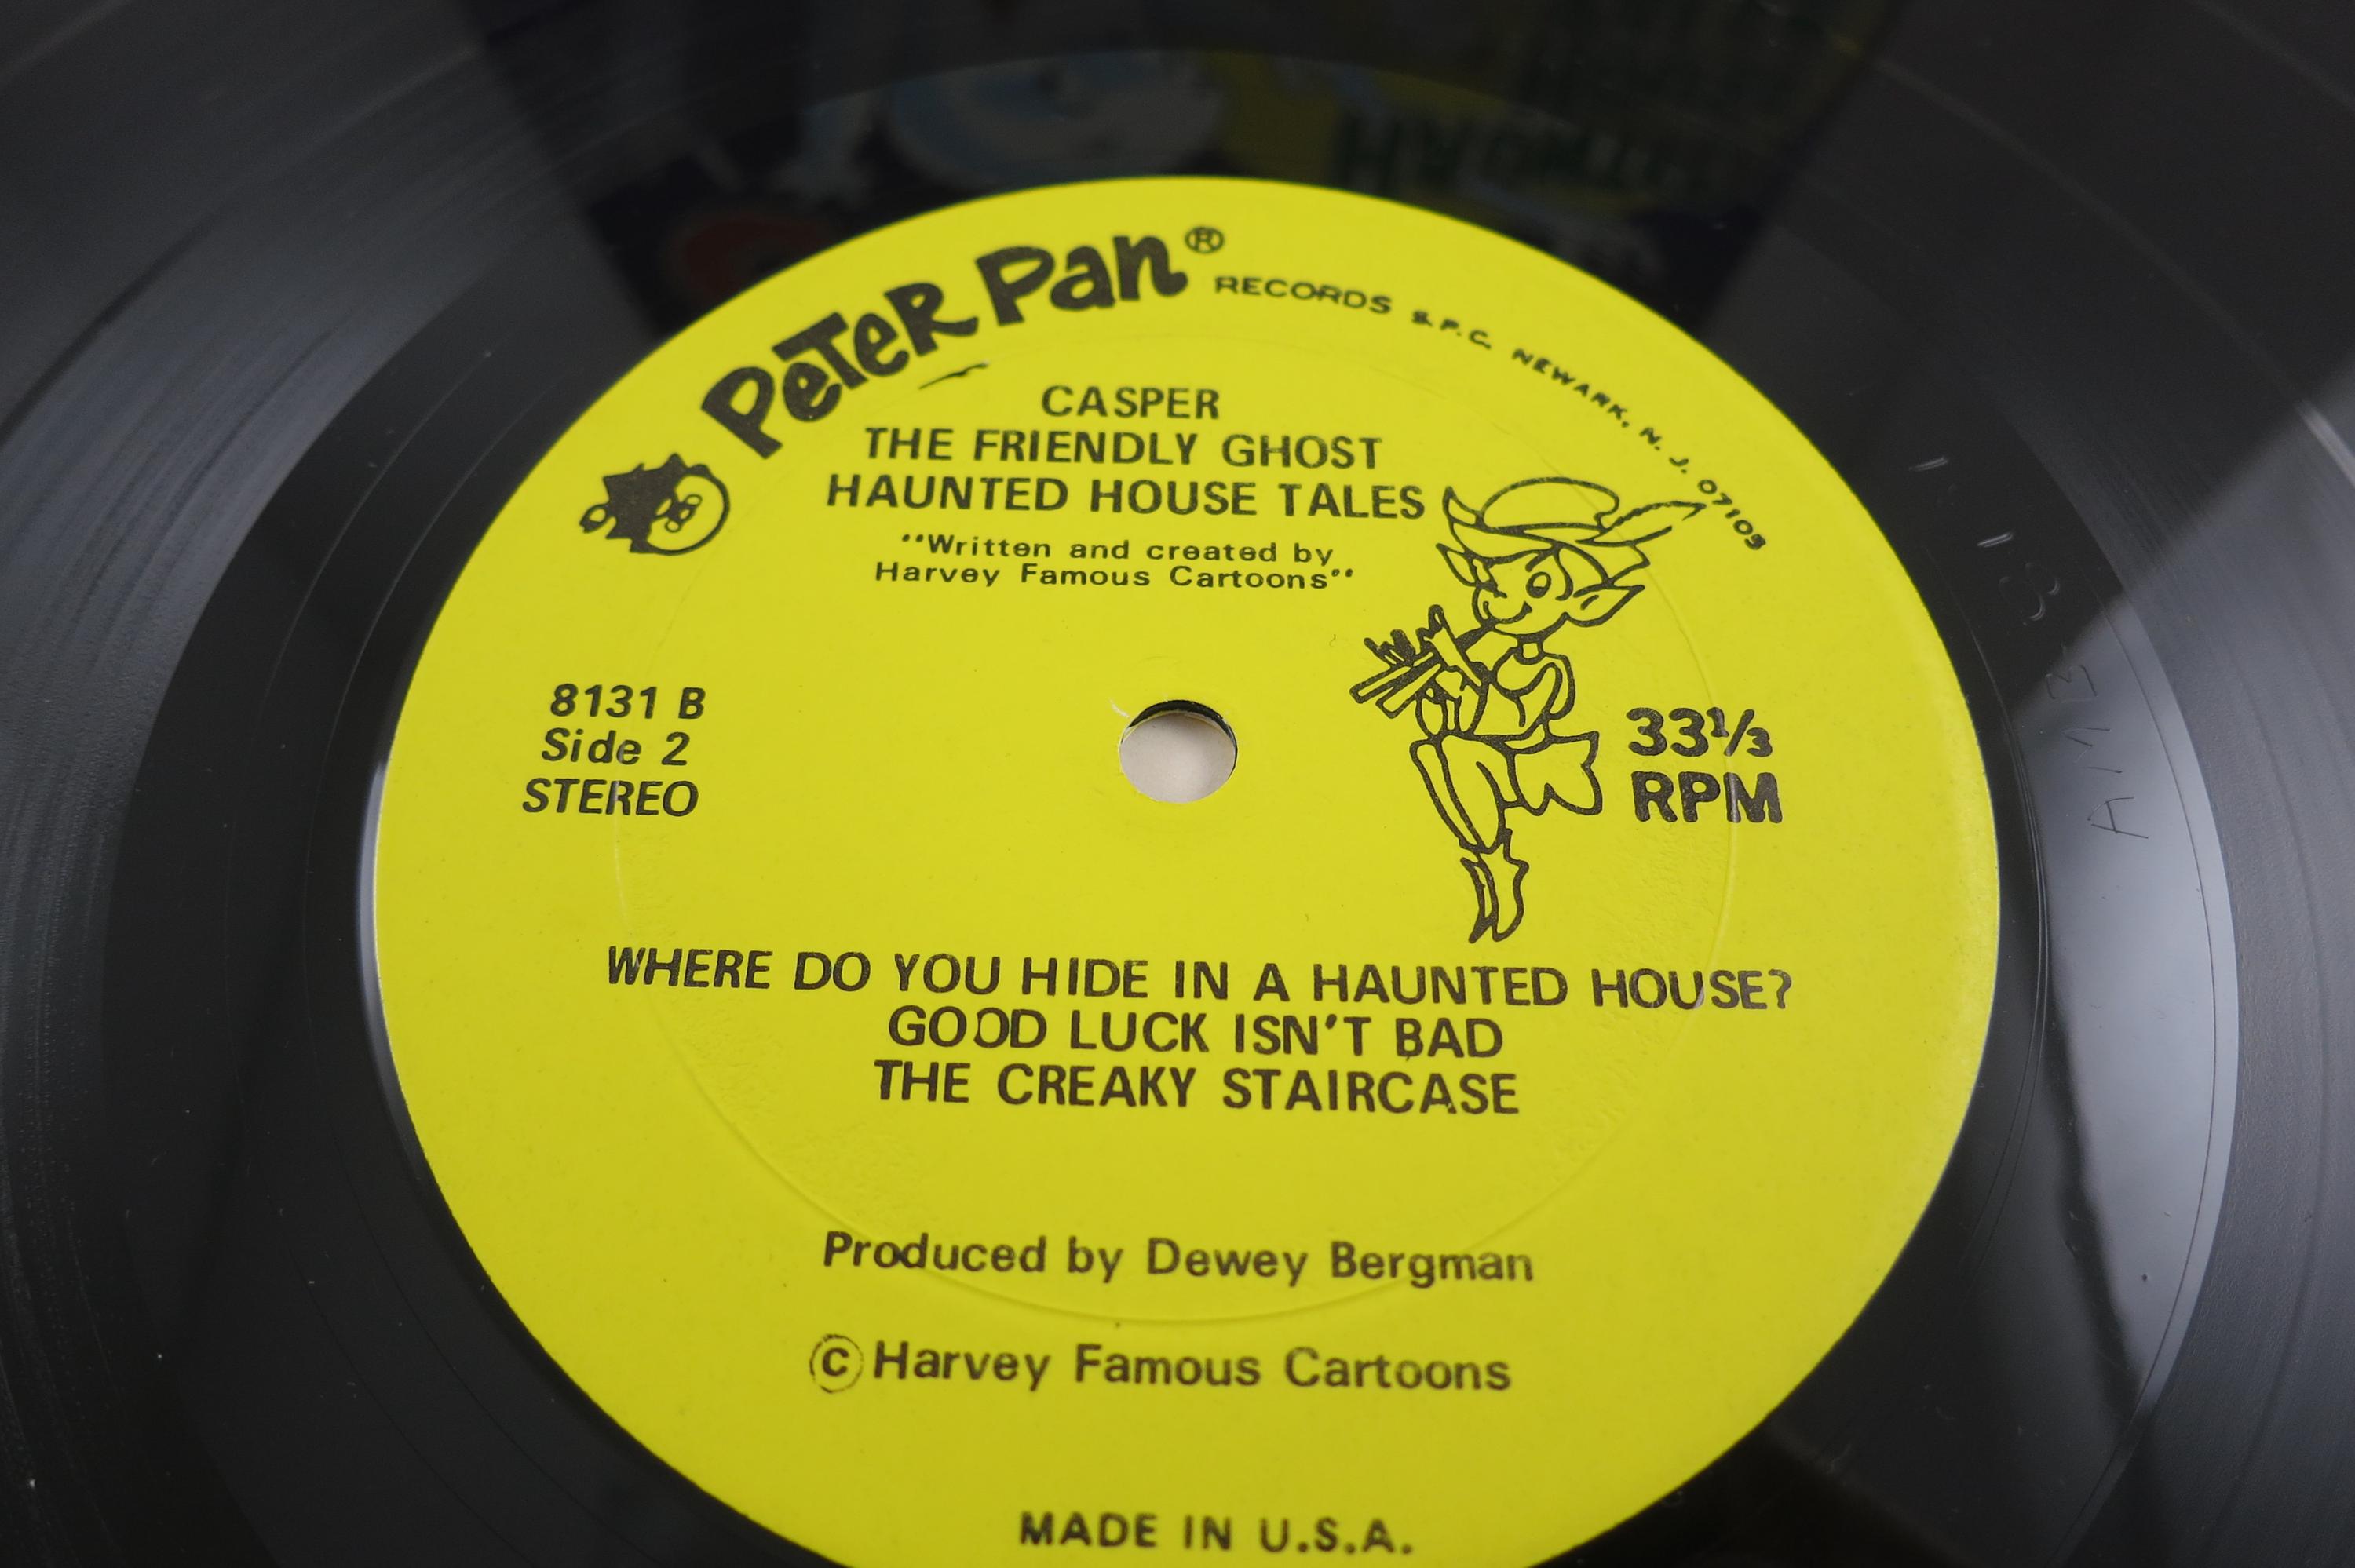 PETER Pan® RECORDS & P.C. NEWARK, N. J. 07105
CASPER
THE FRIENDLY GHOST
HAUNTED HOUSE TALES
"Written and created by
Harvey Famous Cartoons"
8131 B
Side 2
STEREO
33⅓
RPM
WHERE DO YOU HIDE IN A HAUNTED HOUSE?
GOOD LUCK ISN'T BAD
THE CREAKY STAIRCASE
Produced by Dewey Bergman
© Harvey Famous Cartoons
MADE IN U.S.A.